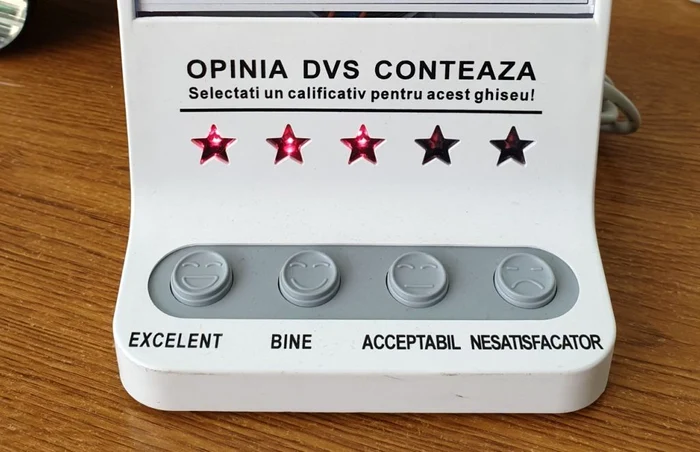 OPINIA DVS CONTEAZA
Selectati un calificativ pentru acest ghiseu!
EXCELENT BINE ACCEPTABIL NESATISFACATOR